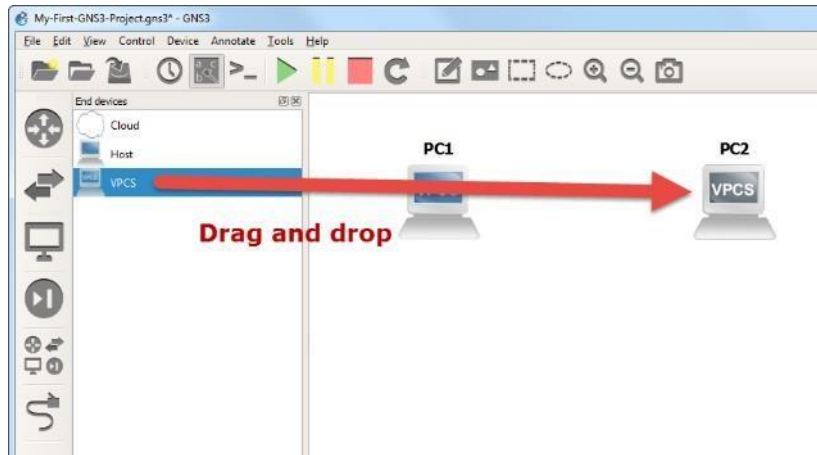 My-First-GNS3-Project.gns3* - GNS3
File Edit View Control Device Annotate Tools Help
End devices
Cloud
Host
VPCS
PC1
PC2
VPCS
Drag and drop